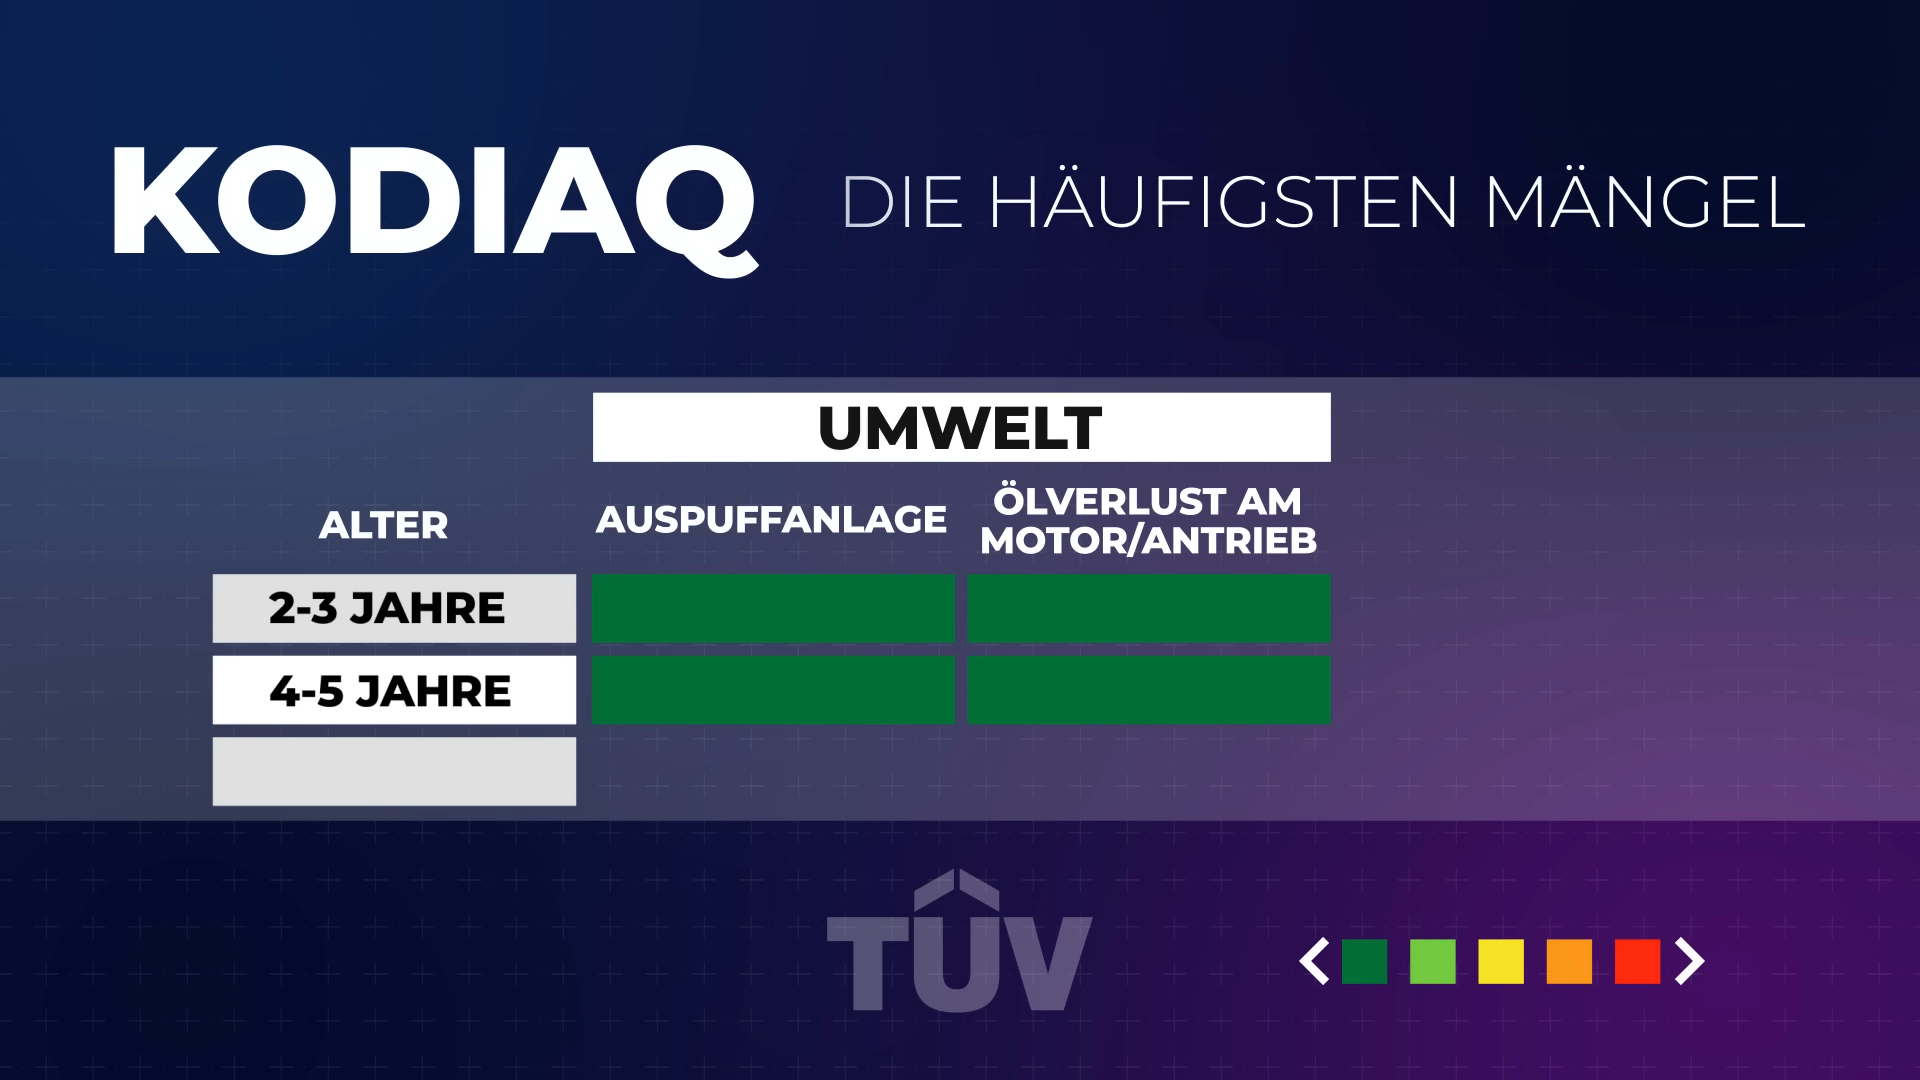 KODIAQ DIE HÄUFIGSTEN MÄNGEL
UMWELT
ALTER
AUSPUFFANLAGE
ÖLVERLUST AM
MOTOR/ANTRIEB
2-3 JAHRE
4-5 JAHRE
TÜV